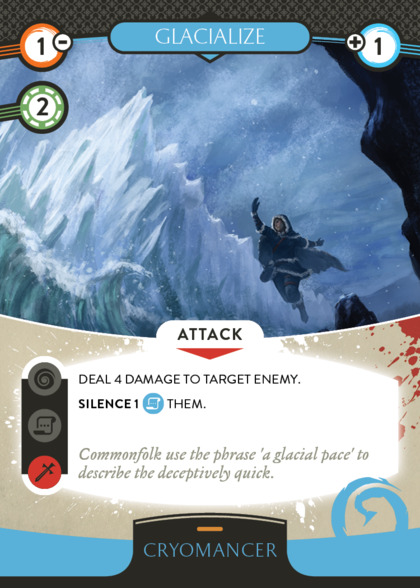 GLACIALIZE
1 -
+ 1
2
ATTACK
DEAL 4 DAMAGE TO TARGET ENEMY.
SILENCE 1 THEM.
Commonfolk use the phrase 'a glacial pace' to
describe the deceptively quick.
CRYOMANCER